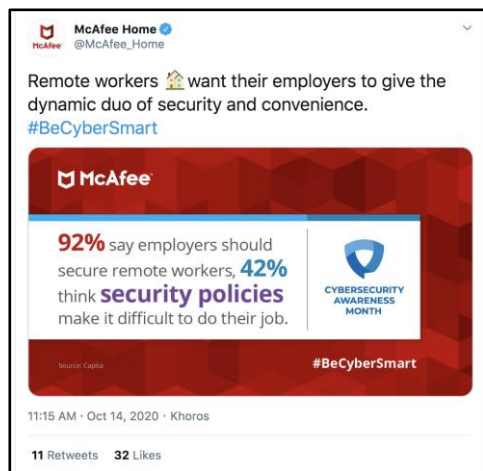 McAfee Home
McAfee
@McAfee_Home
Remote workers 🏠 want their employers to give the
dynamic duo of security and convenience.
#BeCyberSmart
McAfee
92% say employers should
secure remote workers, 42%
think security policies
make it difficult to do their job.
CYBERSECURITY
AWARENESS
MONTH
Source: Capita
#BeCyberSmart
11:15 AM · Oct 14, 2020 · Khoros
11 Retweets 32 Likes